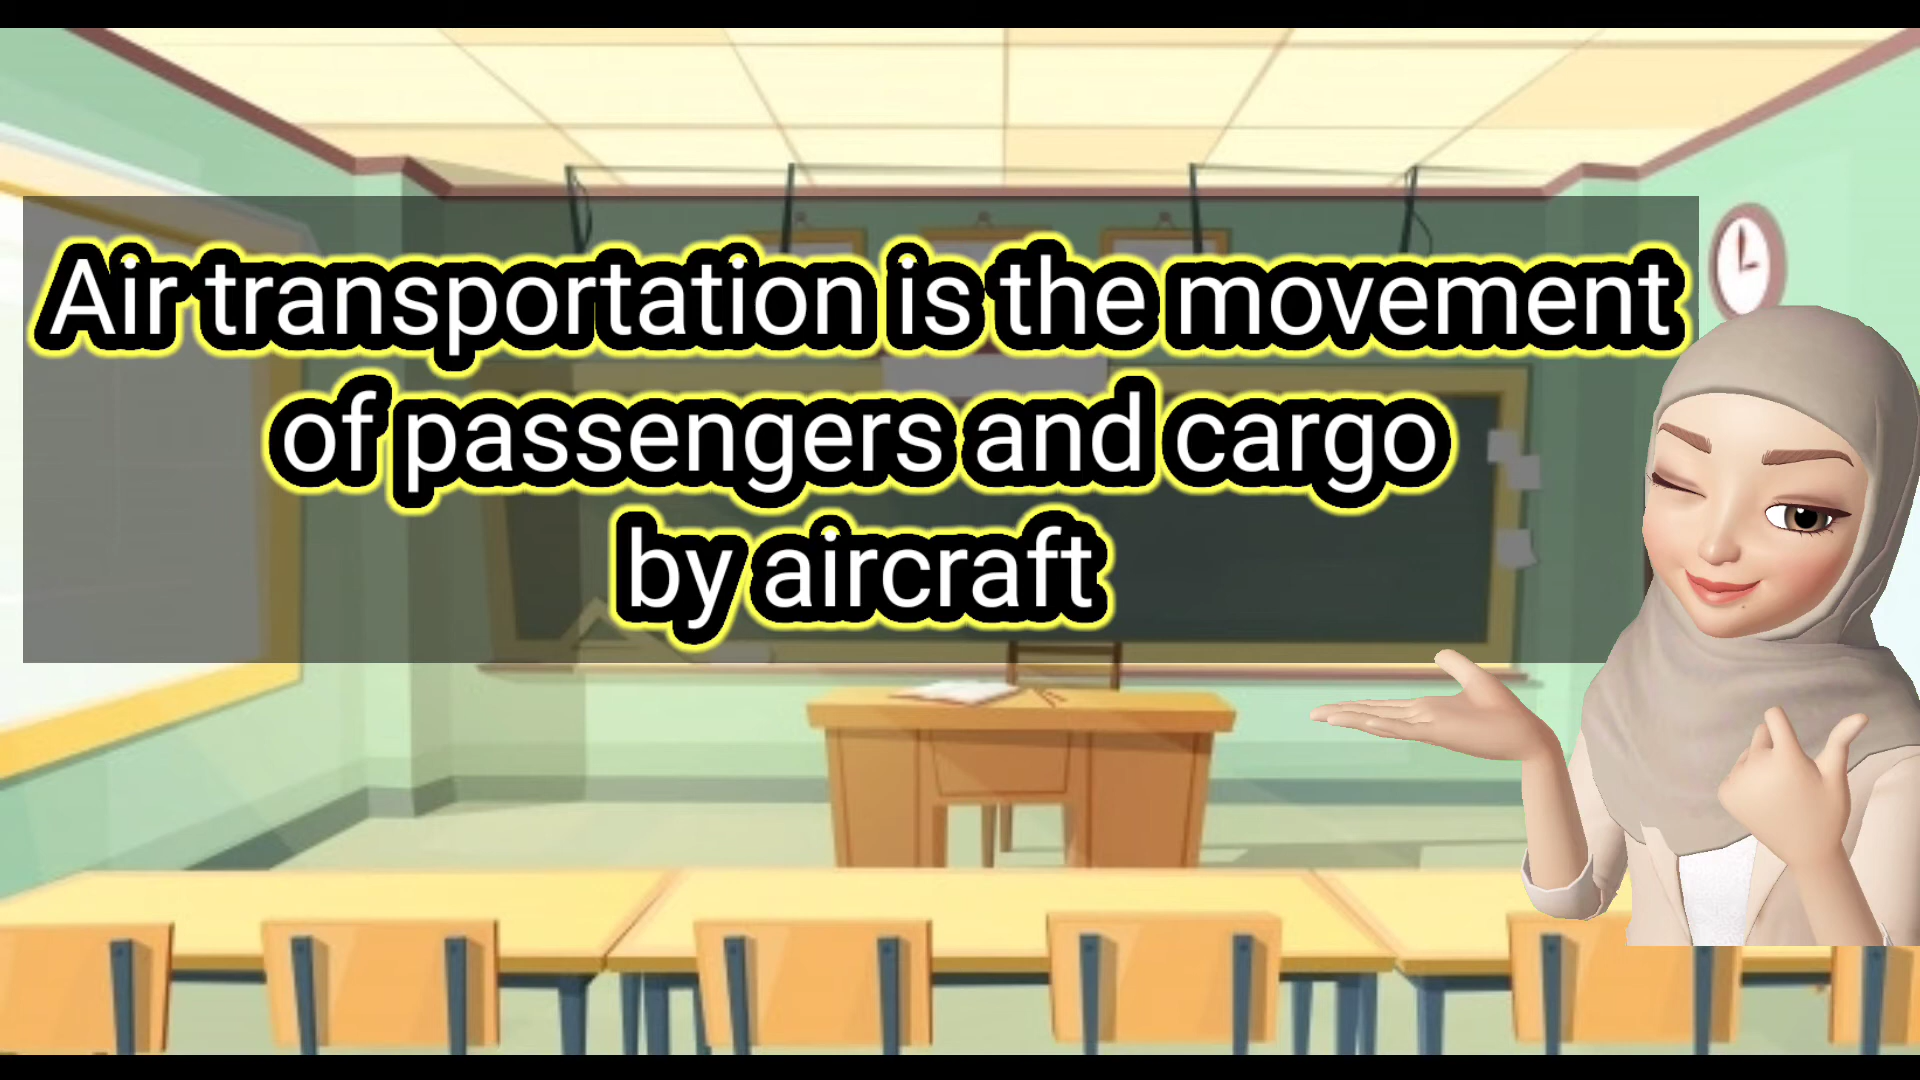 Air transportation is the movement
of passengers and cargo
by aircraft